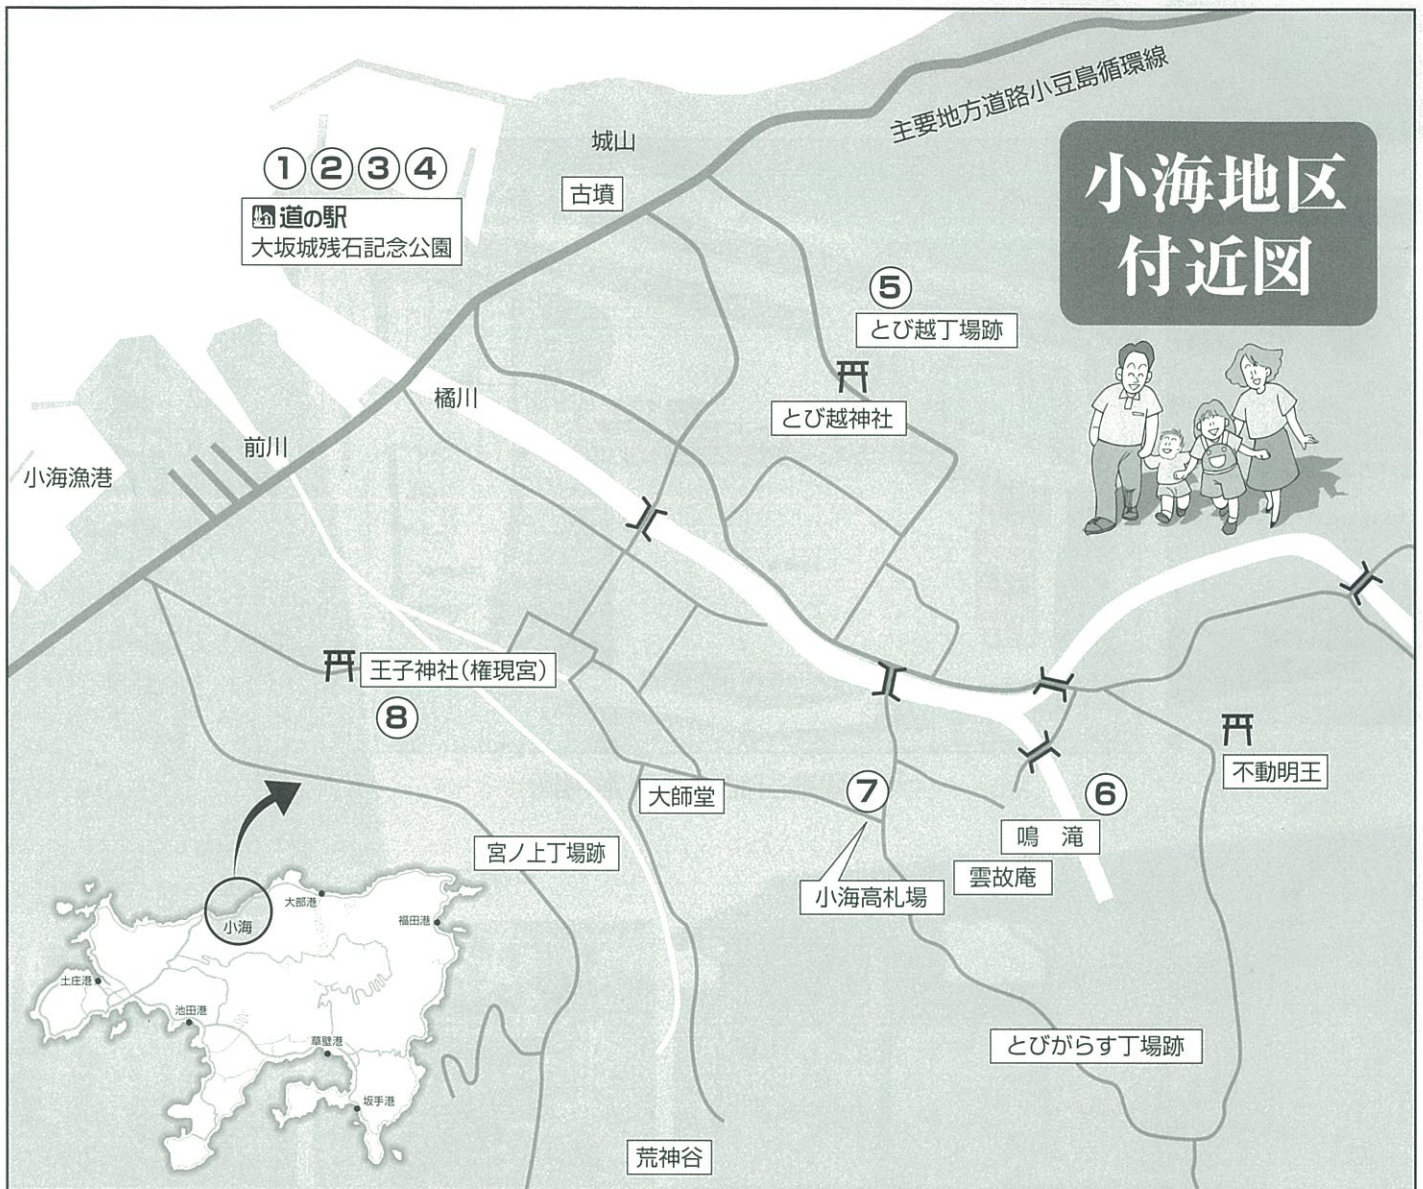 小海地区
付近図
主要地方道路小豆島循環線
城山
古墳
①②③④
道の駅
大坂城残石記念公園
⑤
とび越丁場跡
とび越神社
橘川
前川
小海漁港
王子神社(権現宮)
⑧
不動明王
大師堂
⑦
⑥
鳴 滝
宮ノ上丁場跡
雲故庵
小海高札場
とびがらす丁場跡
荒神谷
小海
大部港
福田港
土庄港
池田港
草壁港
坂手港